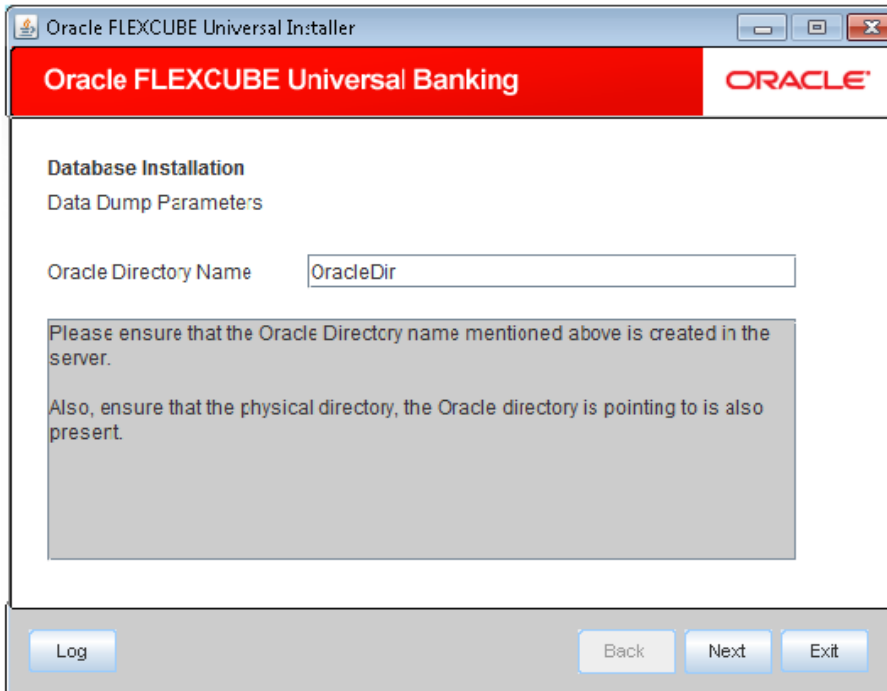 Oracle FLEXCUBE Universal Installer
Oracle FLEXCUBE Universal Banking
ORACLE
Database Installation
Data Dump Parameters
Oracle Directory Name
OracleDir
Please ensure that the Oracle Directory name mentioned above is created in the
server.
Also, ensure that the physical directory, the Oracle directory is pointing to is also
present.
Log
Back
Next
Exit